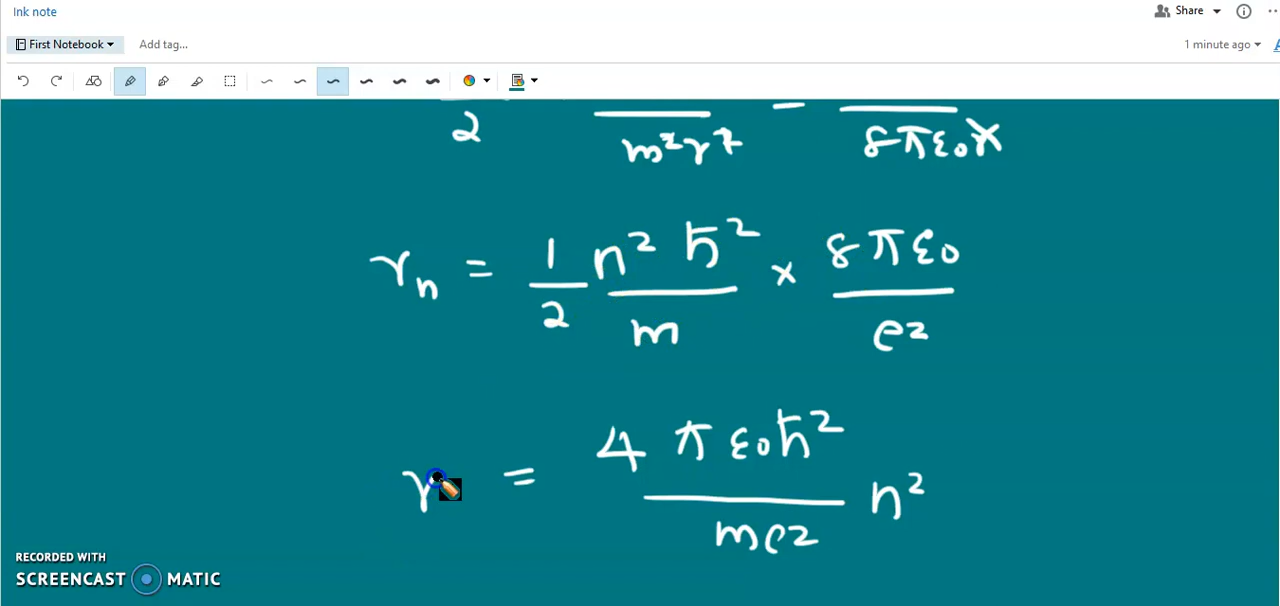 Ink note
Share
First Notebook
Add tag...
1 minute ago
2 m²r² = 8πε₀r
rₙ = 1/2 n²ħ²/m × 8πε₀/e²
r = 4πε₀ħ²/me² n²
RECORDED WITH
SCREENCAST MATIC